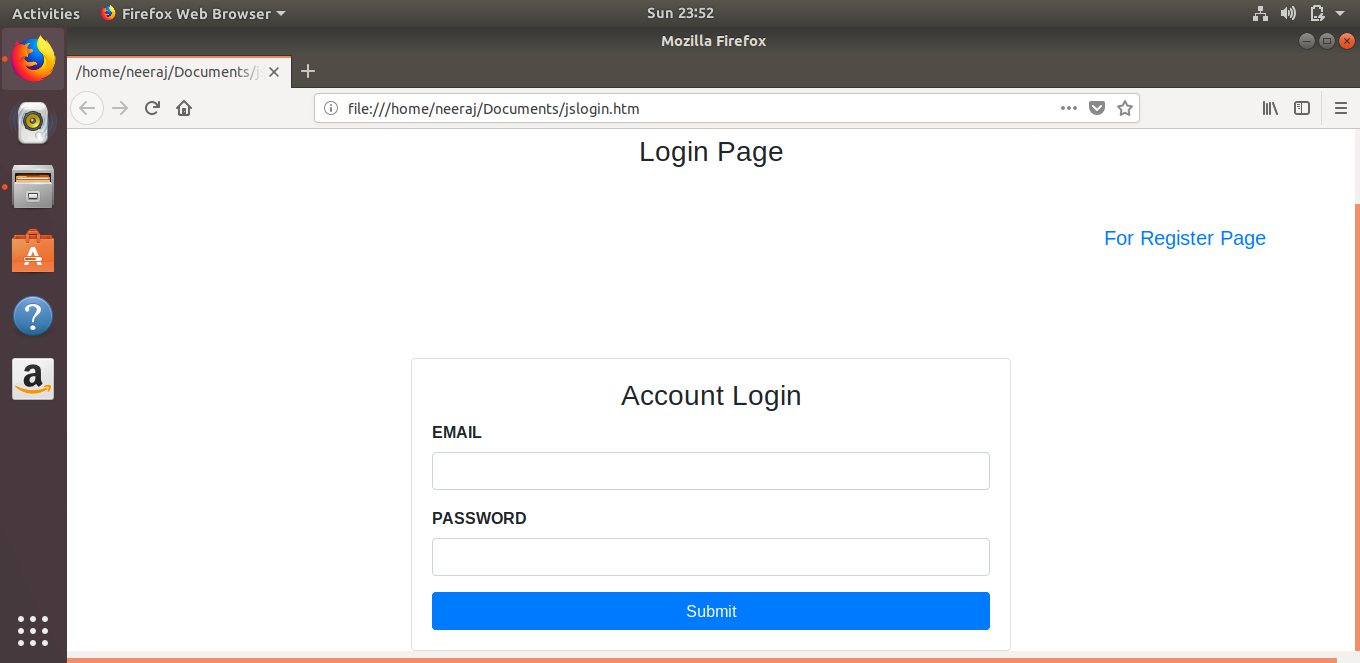 Activities Firefox Web Browser Sun 23:52
Mozilla Firefox
/home/neeraj/Documents/js
file:///home/neeraj/Documents/jslogin.htm
Login Page
For Register Page
Account Login
EMAIL
PASSWORD
Submit